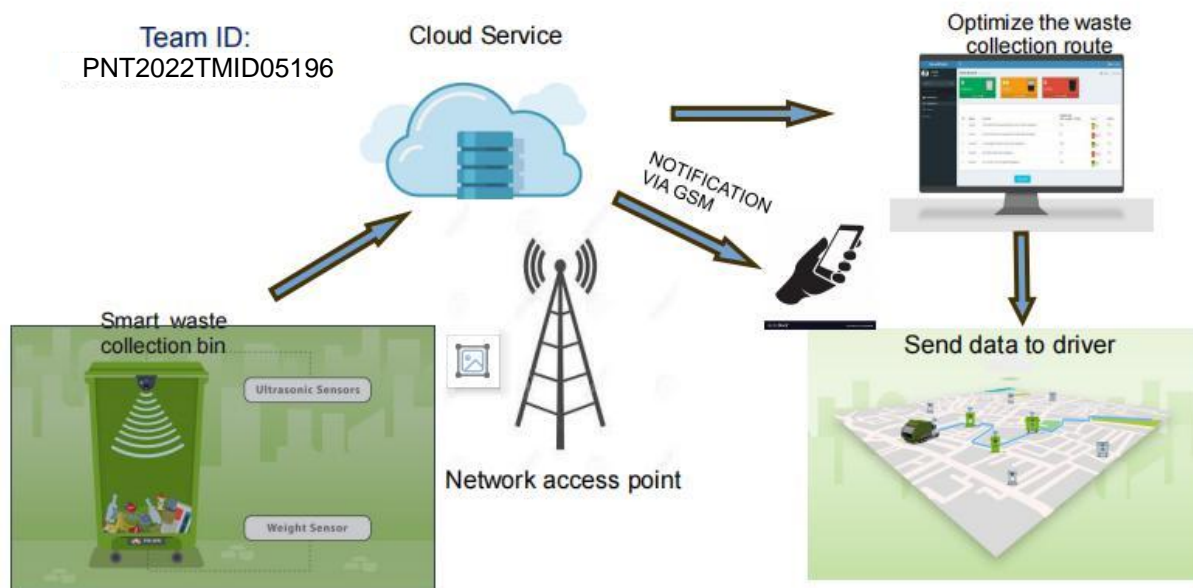 Team ID:
PNT2022TMID05196
Cloud Service
Optimize the waste
collection route
NOTIFICATION
VIA GSM
Smart waste
collection bin
Ultrasonic Sensors
Weight Sensor
Network access point
Send data to driver